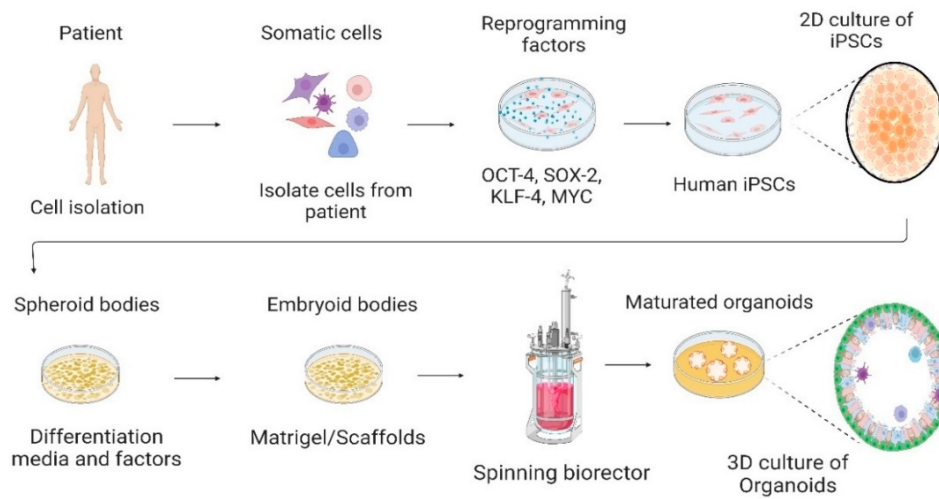 Patient
Cell isolation
Somatic cells
Isolate cells from
patient
Reprogramming
factors
OCT-4, SOX-2,
KLF-4, MYC
Human iPSCs
2D culture of
iPSCs
Spheroid bodies
Differentiation
media and factors
Embryoid bodies
Matrigel/Scaffolds
Spinning biorector
Maturated organoids
3D culture of
Organoids